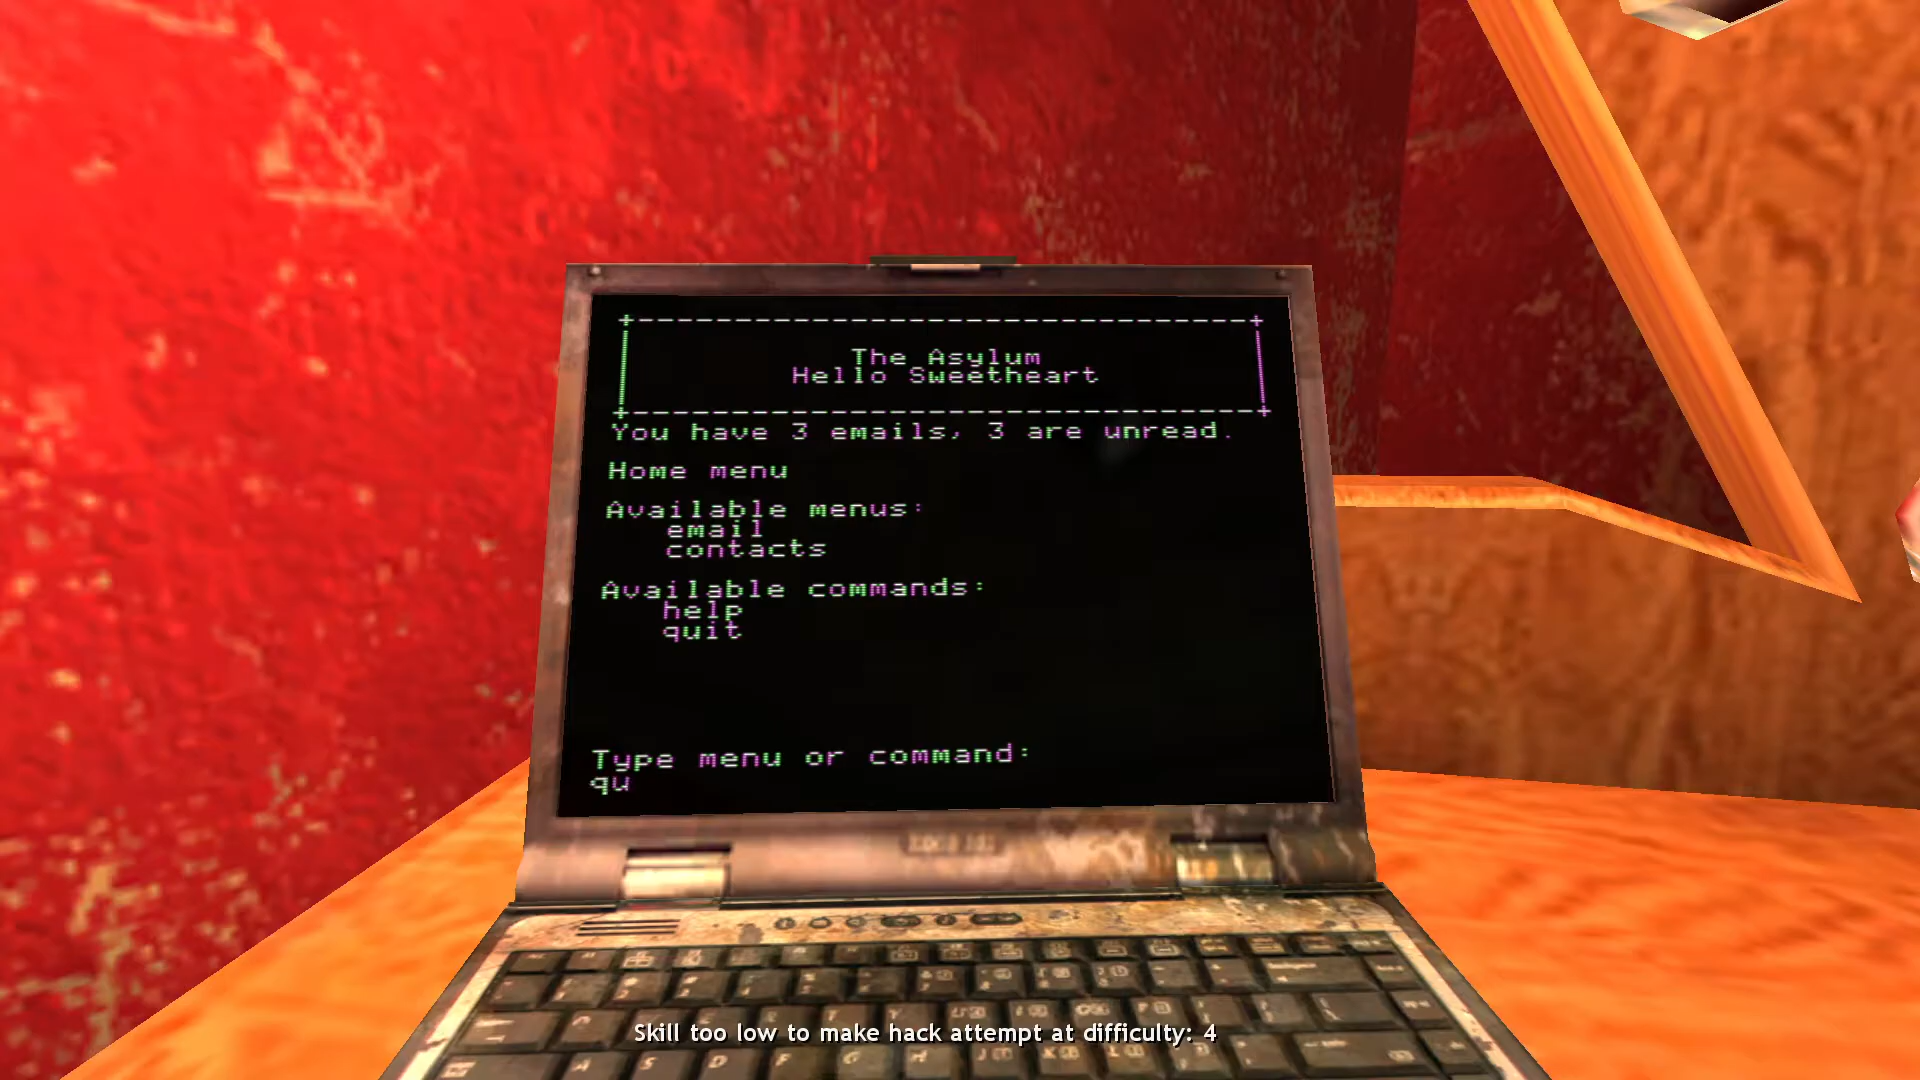 The Asylum
Hello Sweetheart
You have 3 emails, 3 are unread.
Home menu
Available menus:
email
contacts
Available commands:
help
quit
Type menu or command:
qu
Skill too low to make hack attempt at difficulty: 4
A S D F G H J K L